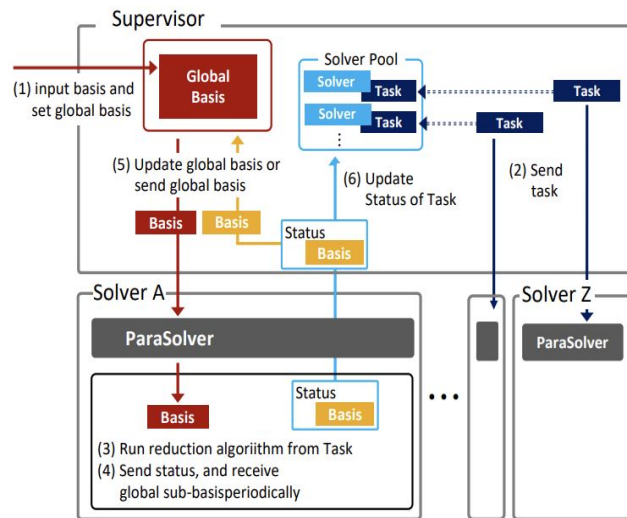 Supervisor
Global
Basis
(1) input basis and
set global basis
Solver Pool
Solver
Task
Solver
Task
⋮
Task
Task
(5) Update global basis or
send global basis
(6) Update
Status of Task
(2) Send
task
Basis
Basis
Status
Basis
Solver A
ParaSolver
Basis
Status
Basis
(3) Run reduction algoriithm from Task
(4) Send status, and receive
global sub-basisperiodically
• • •
Solver Z
ParaSolver